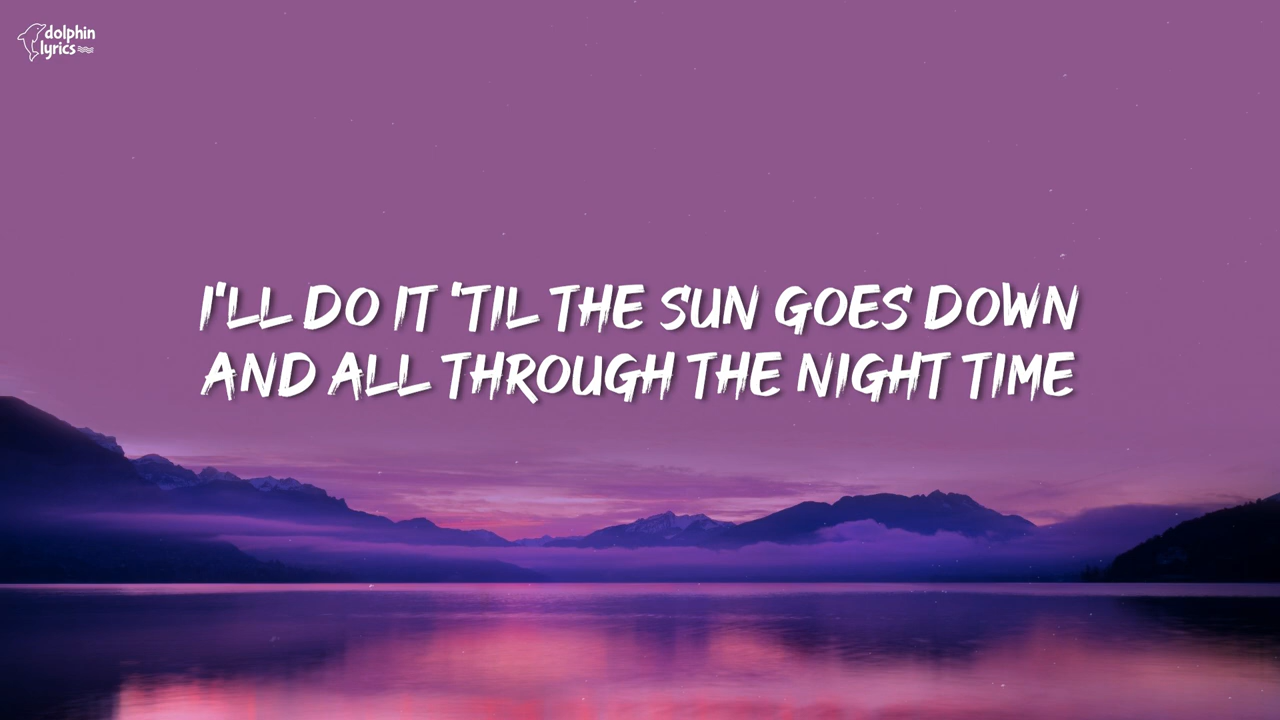 dolphin
lyrics
I'LL DO IT 'TIL THE SUN GOES DOWN
AND ALL THROUGH THE NIGHT TIME